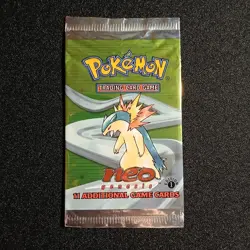 POKÉMON
TRADING CARD GAME
neo
GENESIS
11 ADDITIONAL GAME CARDS